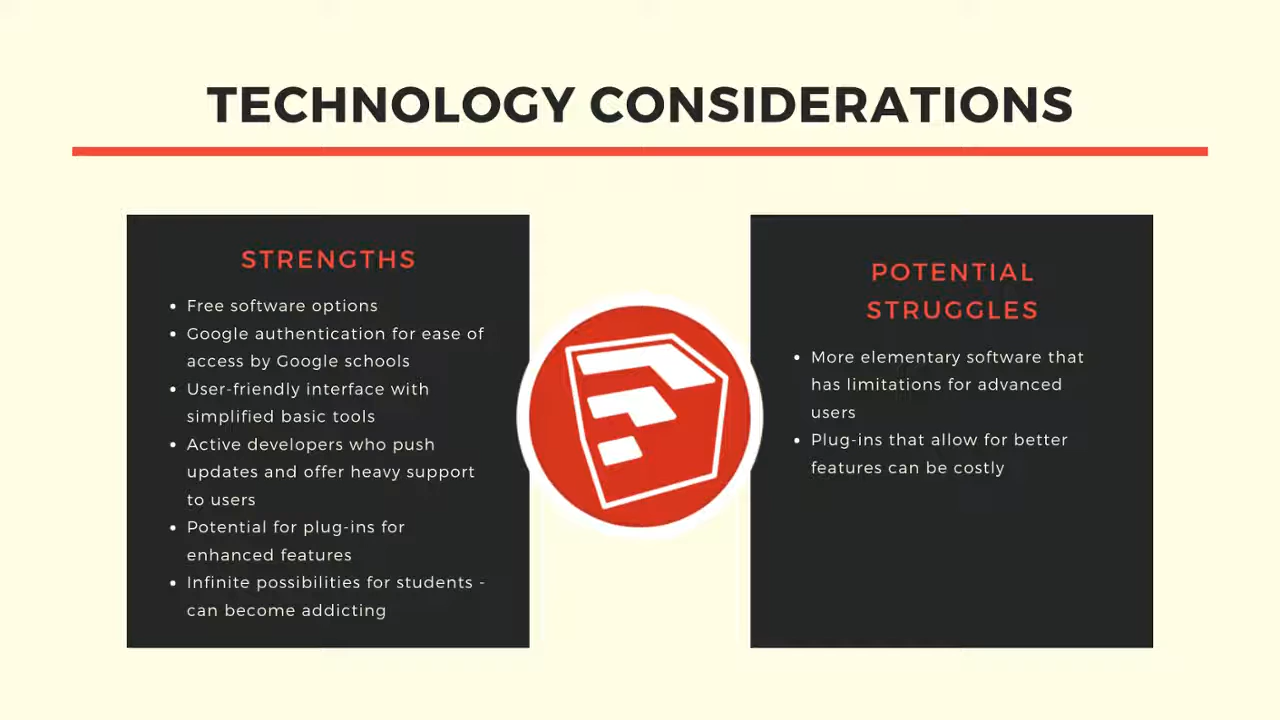 TECHNOLOGY CONSIDERATIONS
STRENGTHS
• Free software options
• Google authentication for ease of
access by Google schools
• User-friendly interface with
simplified basic tools
• Active developers who push
updates and offer heavy support
to users
• Potential for plug-ins for
enhanced features
• Infinite possibilities for students -
can become addicting
POTENTIAL
STRUGGLES
• More elementary software that
has limitations for advanced
users
• Plug-ins that allow for better
features can be costly